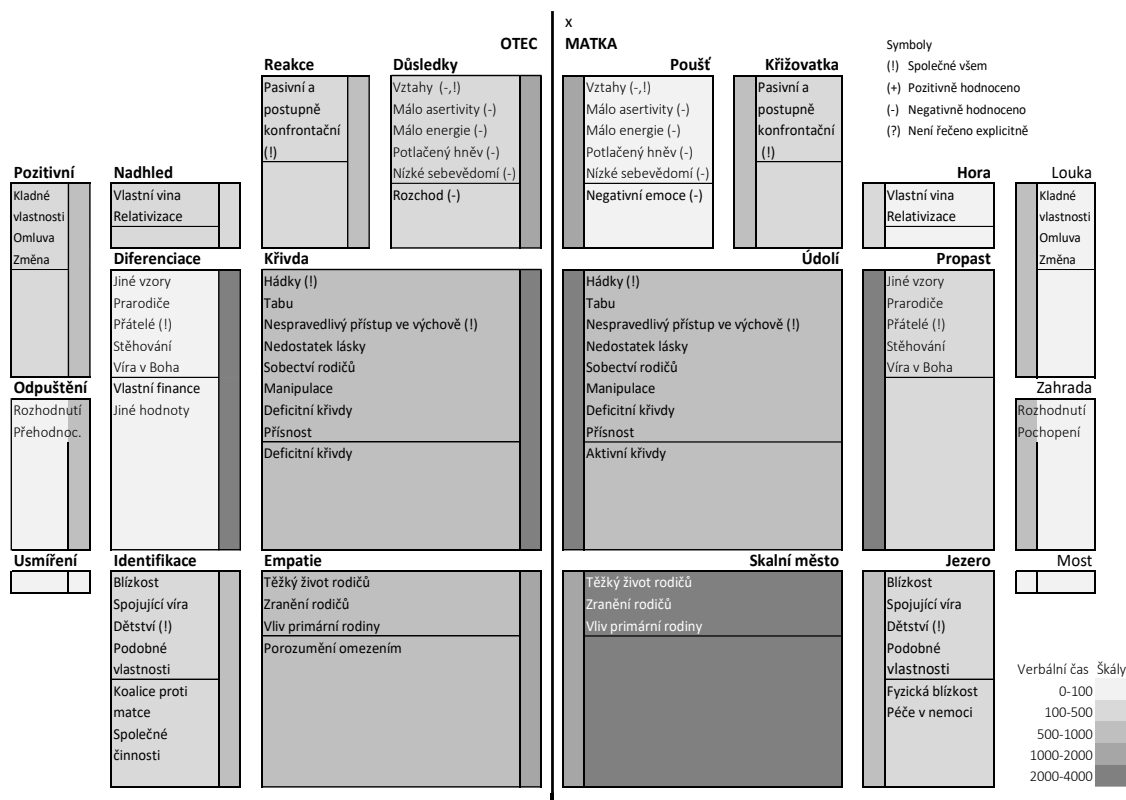 x
OTEC
MATKA
Symboly
(!) Společné všem
(+) Pozitivně hodnoceno
(-) Negativně hodnoceno
(?) Není řečeno explicitně
Reakce
Pasivní a
postupně
konfrontační
(!)
Důsledky
Vztahy (-,!)
Málo asertivity (-)
Málo energie (-)
Potlačený hněv (-)
Nízké sebevědomí (-)
Rozchod (-)
Poušť
Vztahy (-,!)
Málo asertivity (-)
Málo energie (-)
Potlačený hněv (-)
Nízké sebevědomí (-)
Negativní emoce (-)
Křižovatka
Pasivní a
postupně
konfrontační
(!)
Pozitivní
Kladné
vlastnosti
Omluva
Změna
Nadhled
Vlastní vina
Relativizace
Hora
Vlastní vina
Relativizace
Louka
Kladné
vlastnosti
Omluva
Změna
Diferenciace
Jiné vzory
Prarodiče
Přátelé (!)
Stěhování
Víra v Boha
Vlastní finance
Jiné hodnoty
Křivda
Hádky (!)
Tabu
Nespravedlivý přístup ve výchově (!)
Nedostatek lásky
Sobectví rodičů
Manipulace
Deficitní křivdy
Přísnost
Deficitní křivdy
Údolí
Hádky (!)
Tabu
Nespravedlivý přístup ve výchově (!)
Nedostatek lásky
Sobectví rodičů
Manipulace
Deficitní křivdy
Přísnost
Aktivní křivdy
Propast
Jiné vzory
Prarodiče
Přátelé (!)
Stěhování
Víra v Boha
Odpuštění
Rozhodnutí
Přehodnoc.
Zahrada
Rozhodnutí
Pochopení
Usmíření
Identifikace
Blízkost
Spojující víra
Dětství (!)
Podobné
vlastnosti
Koalice proti
matce
Společné
činnosti
Empatie
Těžký život rodičů
Zranění rodičů
Vliv primární rodiny
Porozumění omezením
Skalní město
Těžký život rodičů
Zranění rodičů
Vliv primární rodiny
Jezero
Blízkost
Spojující víra
Dětství (!)
Podobné
vlastnosti
Fyzická blízkost
Péče v nemoci
Most
Verbální čas Škály
0-100
100-500
500-1000
1000-2000
2000-4000